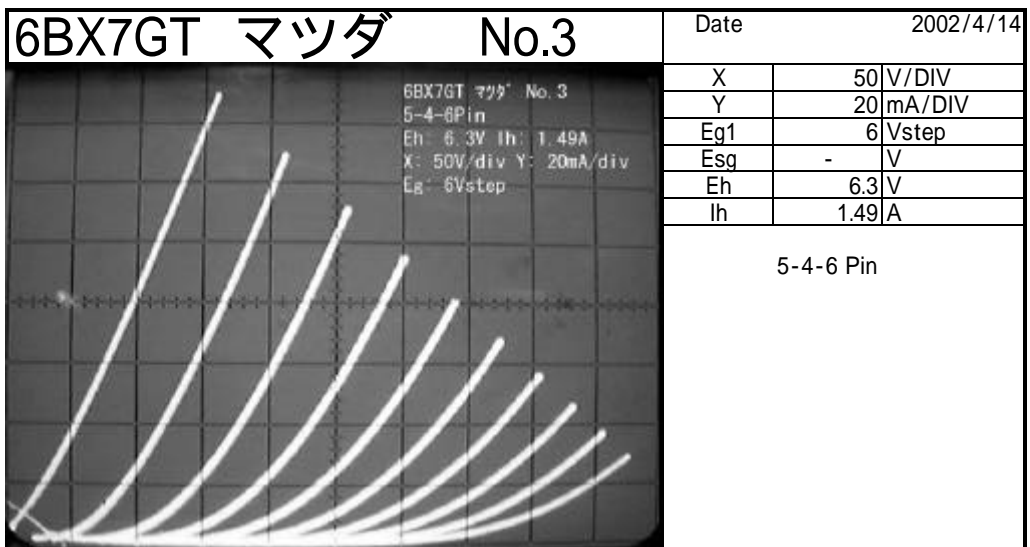 6BX7GT マツダ No.3
Date 2002/4/14
6BX7GT ﾏﾂﾀﾞ No.3
5-4-6Pin
Eh: 6.3V Ih: 1.49A
X: 50V/div Y: 20mA/div
Eg: 6Vstep
X 50 V/DIV
Y 20 mA/DIV
Eg1 6 Vstep
Esg - V
Eh 6.3 V
Ih 1.49 A
5-4-6 Pin